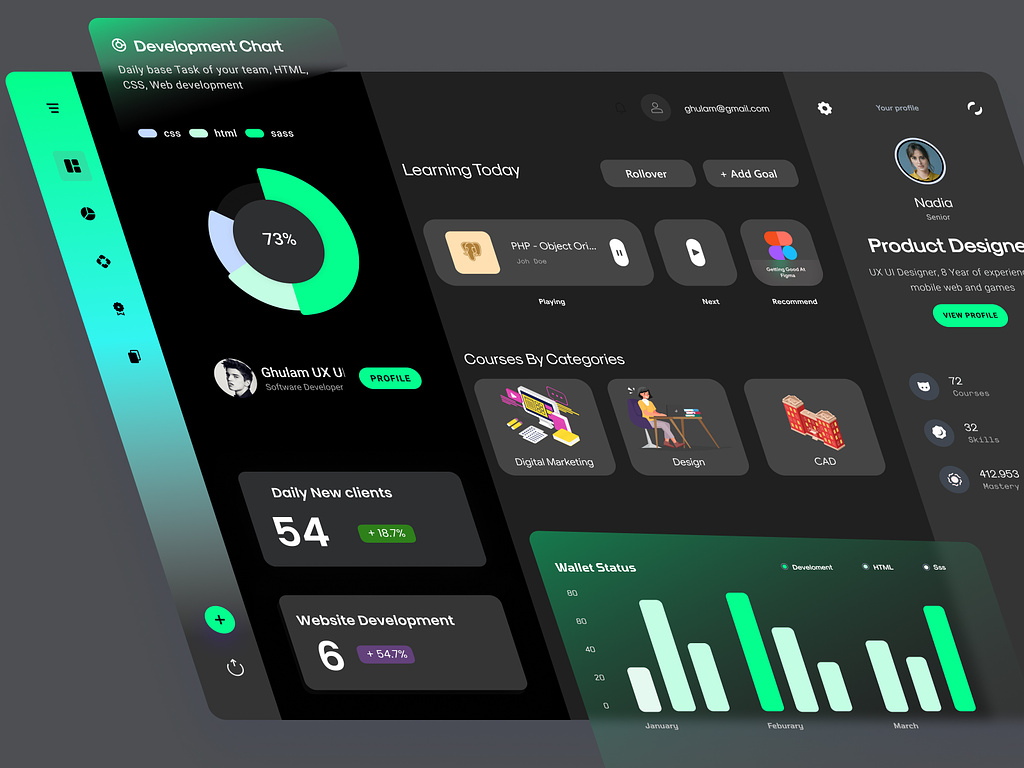 Development Chart
Daily base Task of your team, HTML,
CSS, Web development
css html sass
73%
Ghulam UX UI
Software Developer
PROFILE
Daily New clients
54
+ 18.7%
Website Development
6
+ 54.7%
ghulam@gmail.com
Learning Today
Rollover
+ Add Goal
PHP - Object Ori...
Joh Doe
Playing
Next
Getting Good At
Figma
Recommend
Courses By Categories
Digital Marketing
Design
CAD
Wallet Status
Develoment
HTML
Sss
80
60
40
20
0
January
Feburary
March
Your profile
Nadia
Senior
Product Designe
UX UI Designer, 8 Year of experien
mobile web and games
VIEW PROFILE
72
Courses
32
Skills
412.953
Mastery